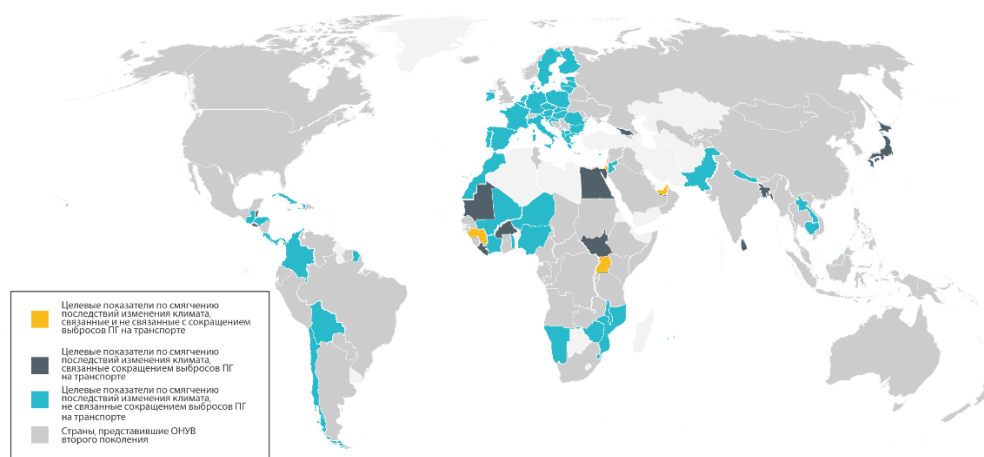 Целевые показатели по смягчению
последствий изменения климата,
связанные и не связанные с сокращением
выбросов ПГ на транспорте
Целевые показатели по смягчению
последствий изменения климата,
связанные сокращением выбросов ПГ
на транспорте
Целевые показатели по смягчению
последствий изменения климата,
не связанные сокращением выбросов ПГ
на транспорте
Страны, представившие ОНУВ
второго поколения